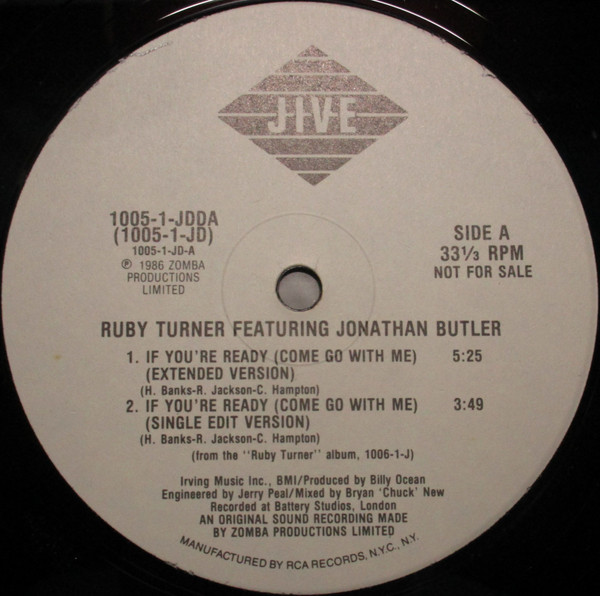 JIVE
1005-1-JDDA
(1005-1-JD)
1005-1-JD-A
℗ 1986 ZOMBA
PRODUCTIONS
LIMITED
SIDE A
33⅓ RPM
NOT FOR SALE
RUBY TURNER FEATURING JONATHAN BUTLER
1. IF YOU'RE READY (COME GO WITH ME) 5:25
(EXTENDED VERSION)
(H. Banks-R. Jackson-C. Hampton)
2. IF YOU'RE READY (COME GO WITH ME) 3:49
(SINGLE EDIT VERSION)
(H. Banks-R. Jackson-C. Hampton)
(from the "Ruby Turner" album, 1006-1-J)
Irving Music Inc., BMI/Produced by Billy Ocean
Engineered by Jerry Peal/Mixed by Bryan 'Chuck' New
Recorded at Battery Studios, London
AN ORIGINAL SOUND RECORDING MADE
BY ZOMBA PRODUCTIONS LIMITED
MANUFACTURED BY RCA RECORDS, N.Y.C., N.Y.